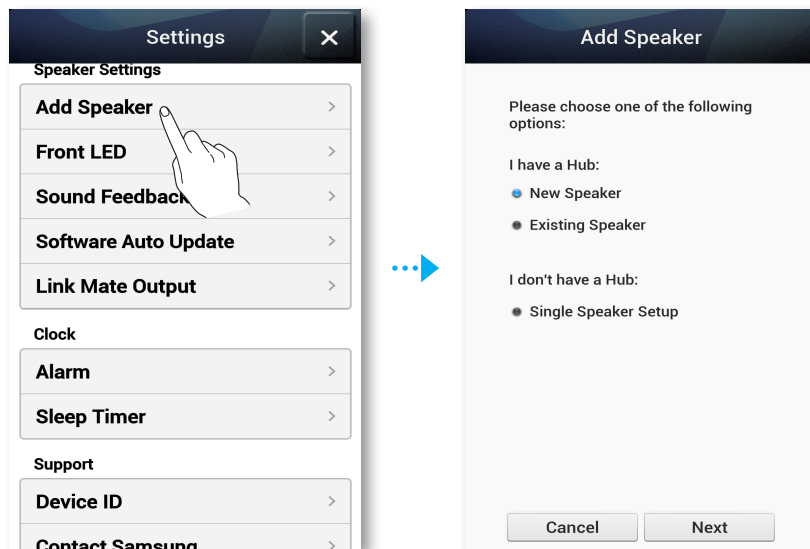 Settings
Speaker Settings
Add Speaker
Front LED
Sound Feedback
Software Auto Update
Link Mate Output
Clock
Alarm
Sleep Timer
Support
Device ID
Contact Samsung
Add Speaker
Please choose one of the following
options:
I have a Hub:
New Speaker
Existing Speaker
I don't have a Hub:
Single Speaker Setup
Cancel
Next